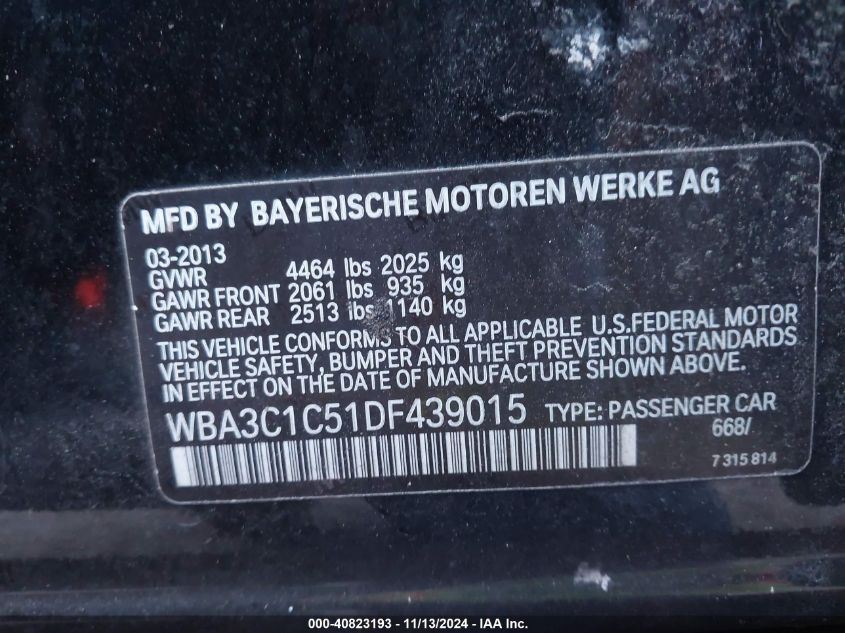 MFD BY BAYERISCHE MOTOREN WERKE AG
03-2013
GVWR 4464 lbs 2025 kg
GAWR FRONT 2061 lbs 935 kg
GAWR REAR 2513 lbs 1140 kg
THIS VEHICLE CONFORMS TO ALL APPLICABLE U.S.FEDERAL MOTOR
VEHICLE SAFETY, BUMPER AND THEFT PREVENTION STANDARDS
IN EFFECT ON THE DATE OF MANUFACTURE SHOWN ABOVE.
WBA3C1C51DF439015 TYPE: PASSENGER CAR
668/
7 315 814
000-40823193 - 11/13/2024 - IAA Inc.